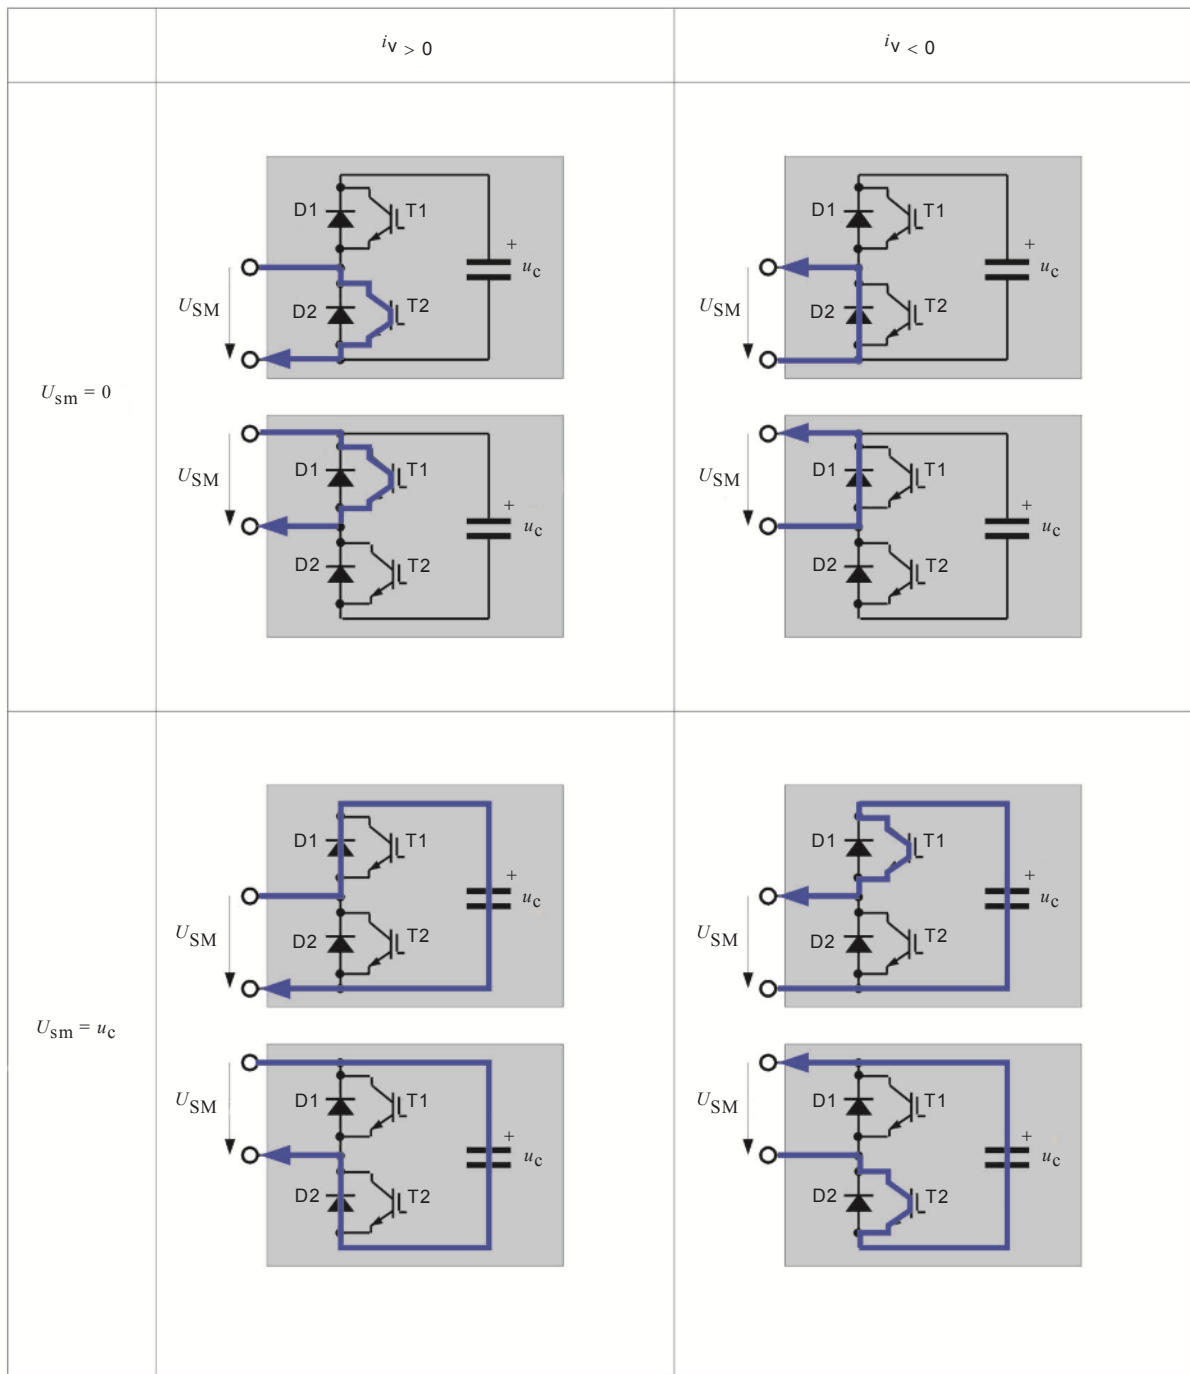 iv > 0
iv < 0
D1 T1
+
uc
USM
D2 T2
D1 T1
+
uc
USM
D2 T2
Usm = 0
D1 T1
+
uc
USM
D2 T2
D1 T1
+
uc
USM
D2 T2
D1 T1
+
uc
USM
D2 T2
D1 T1
+
uc
USM
D2 T2
Usm = uc
D1 T1
+
uc
USM
D2 T2
D1 T1
+
uc
USM
D2 T2